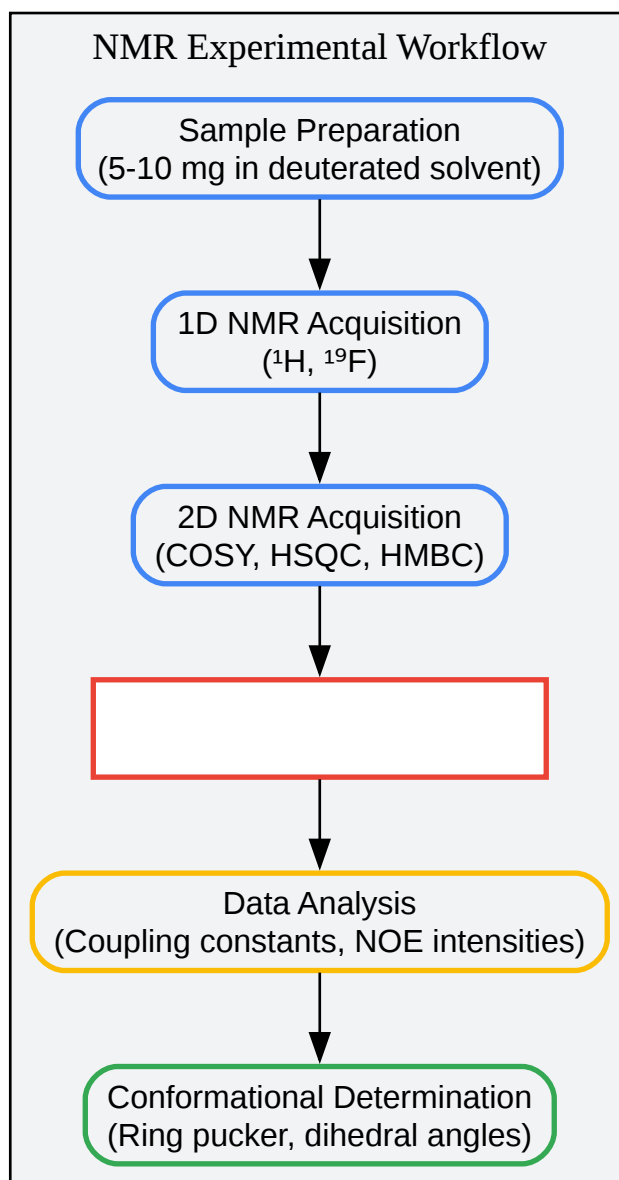 NMR Experimental Workflow
Sample Preparation
(5-10 mg in deuterated solvent)
1D NMR Acquisition
(¹H, ¹⁹F)
2D NMR Acquisition
(COSY, HSQC, HMBC)
Data Analysis
(Coupling constants, NOE intensities)
Conformational Determination
(Ring pucker, dihedral angles)